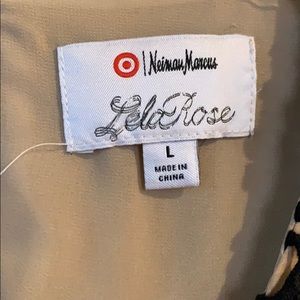 | Neiman Marcus
Lela Rose
L
MADE IN
CHINA